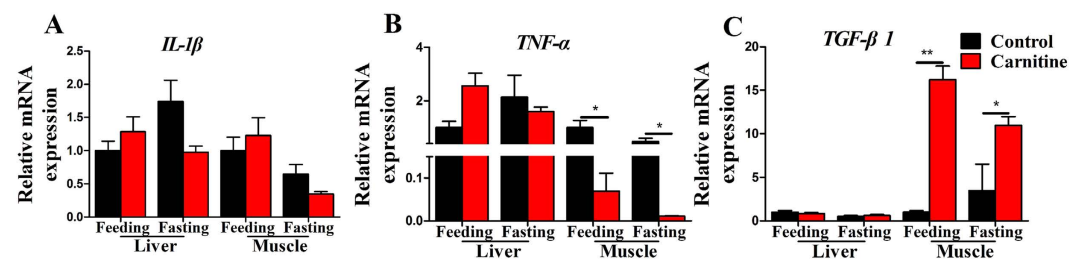 A
IL-1β
Relative mRNA
expression
2.5
2.0
1.5
1.0
0.5
0.0
Feeding Fasting Feeding Fasting
Liver Muscle
B
TNF-α
Relative mRNA
expression
4
2
0.1
0.0
*
*
Feeding Fasting Feeding Fasting
Liver Muscle
C
TGF-β 1
Relative mRNA
expression
20
15
10
5
0
**
*
Control
Carnitine
Feeding Fasting Feeding Fasting
Liver Muscle